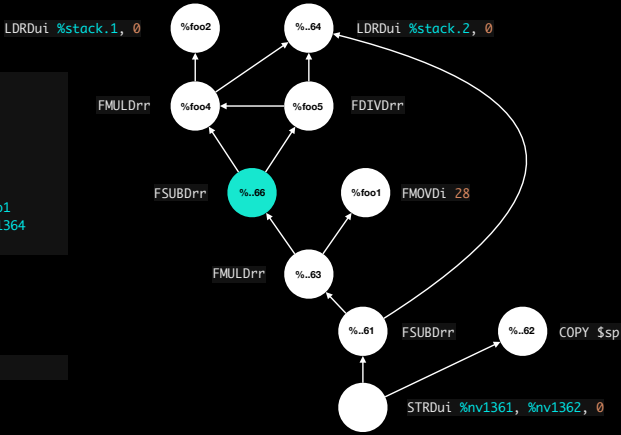 LDRDui %stack.1, 0
%foo2
%..64
LDRDui %stack.2, 0
FMULDrr
%foo4
%foo5
FDIVDrr
FSUBDrr
%..66
%foo1
FMOVDi 28
o1
1364
FMULDrr
%..63
%..61
FSUBDrr
%..62
COPY $sp
STRDui %nv1361, %nv1362, 0